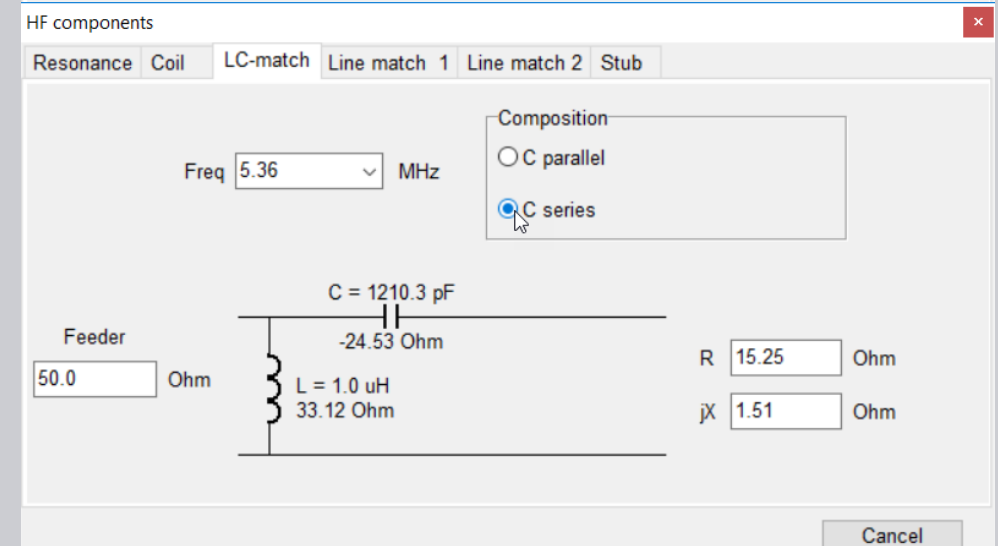 HF components
Resonance Coil LC-match Line match 1 Line match 2 Stub
Composition
C parallel
C series
Freq 5.36 MHz
C = 1210.3 pF
-24.53 Ohm
Feeder
50.0 Ohm
L = 1.0 uH
33.12 Ohm
R 15.25 Ohm
jX 1.51 Ohm
Cancel